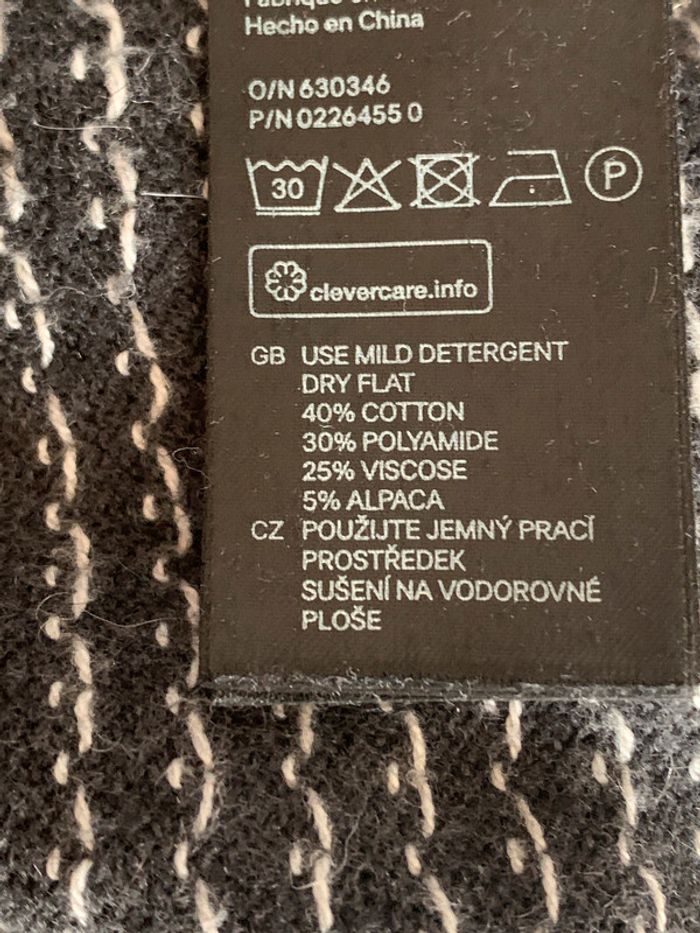 Hecho en China
O/N 630346
P/N 0226455 0
30
P
clevercare.info
GB USE MILD DETERGENT
DRY FLAT
40% COTTON
30% POLYAMIDE
25% VISCOSE
5% ALPACA
CZ POUŽIJTE JEMNÝ PRACÍ
PROSTŘEDEK
SUŠENÍ NA VODOROVNÉ
PLOŠE